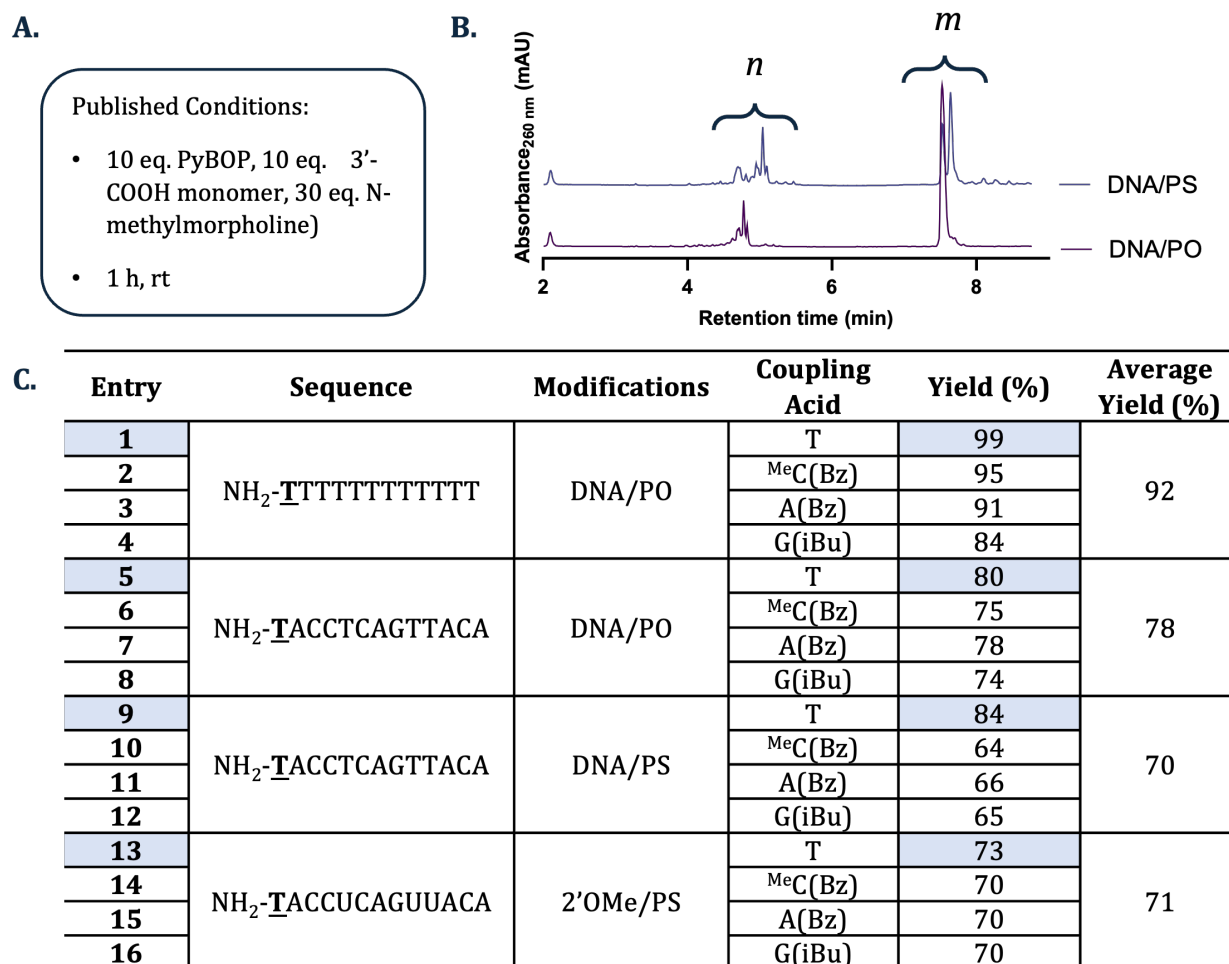 A.
Published Conditions:
• 10 eq. PyBOP, 10 eq. 3’-
COOH monomer, 30 eq. N-
methylmorpholine)
• 1 h, rt
B.
n
m
Absorbance260 nm (mAU)
DNA/PS
DNA/PO
2 4 6 8
Retention time (min)
C.
Entry Sequence Modifications Coupling Acid Yield (%) Average Yield (%)
1 NH2-TTTTTTTTTTTTT DNA/PO T 99 92
2 MeC(Bz) 95
3 A(Bz) 91
4 G(iBu) 84
5 NH2-TACCTCAGTTACA DNA/PO T 80 78
6 MeC(Bz) 75
7 A(Bz) 78
8 G(iBu) 74
9 NH2-TACCTCAGTTACA DNA/PS T 84 70
10 MeC(Bz) 64
11 A(Bz) 66
12 G(iBu) 65
13 NH2-TACCUCAGUUACA 2’OMe/PS T 73 71
14 MeC(Bz) 70
15 A(Bz) 70
16 G(iBu) 70